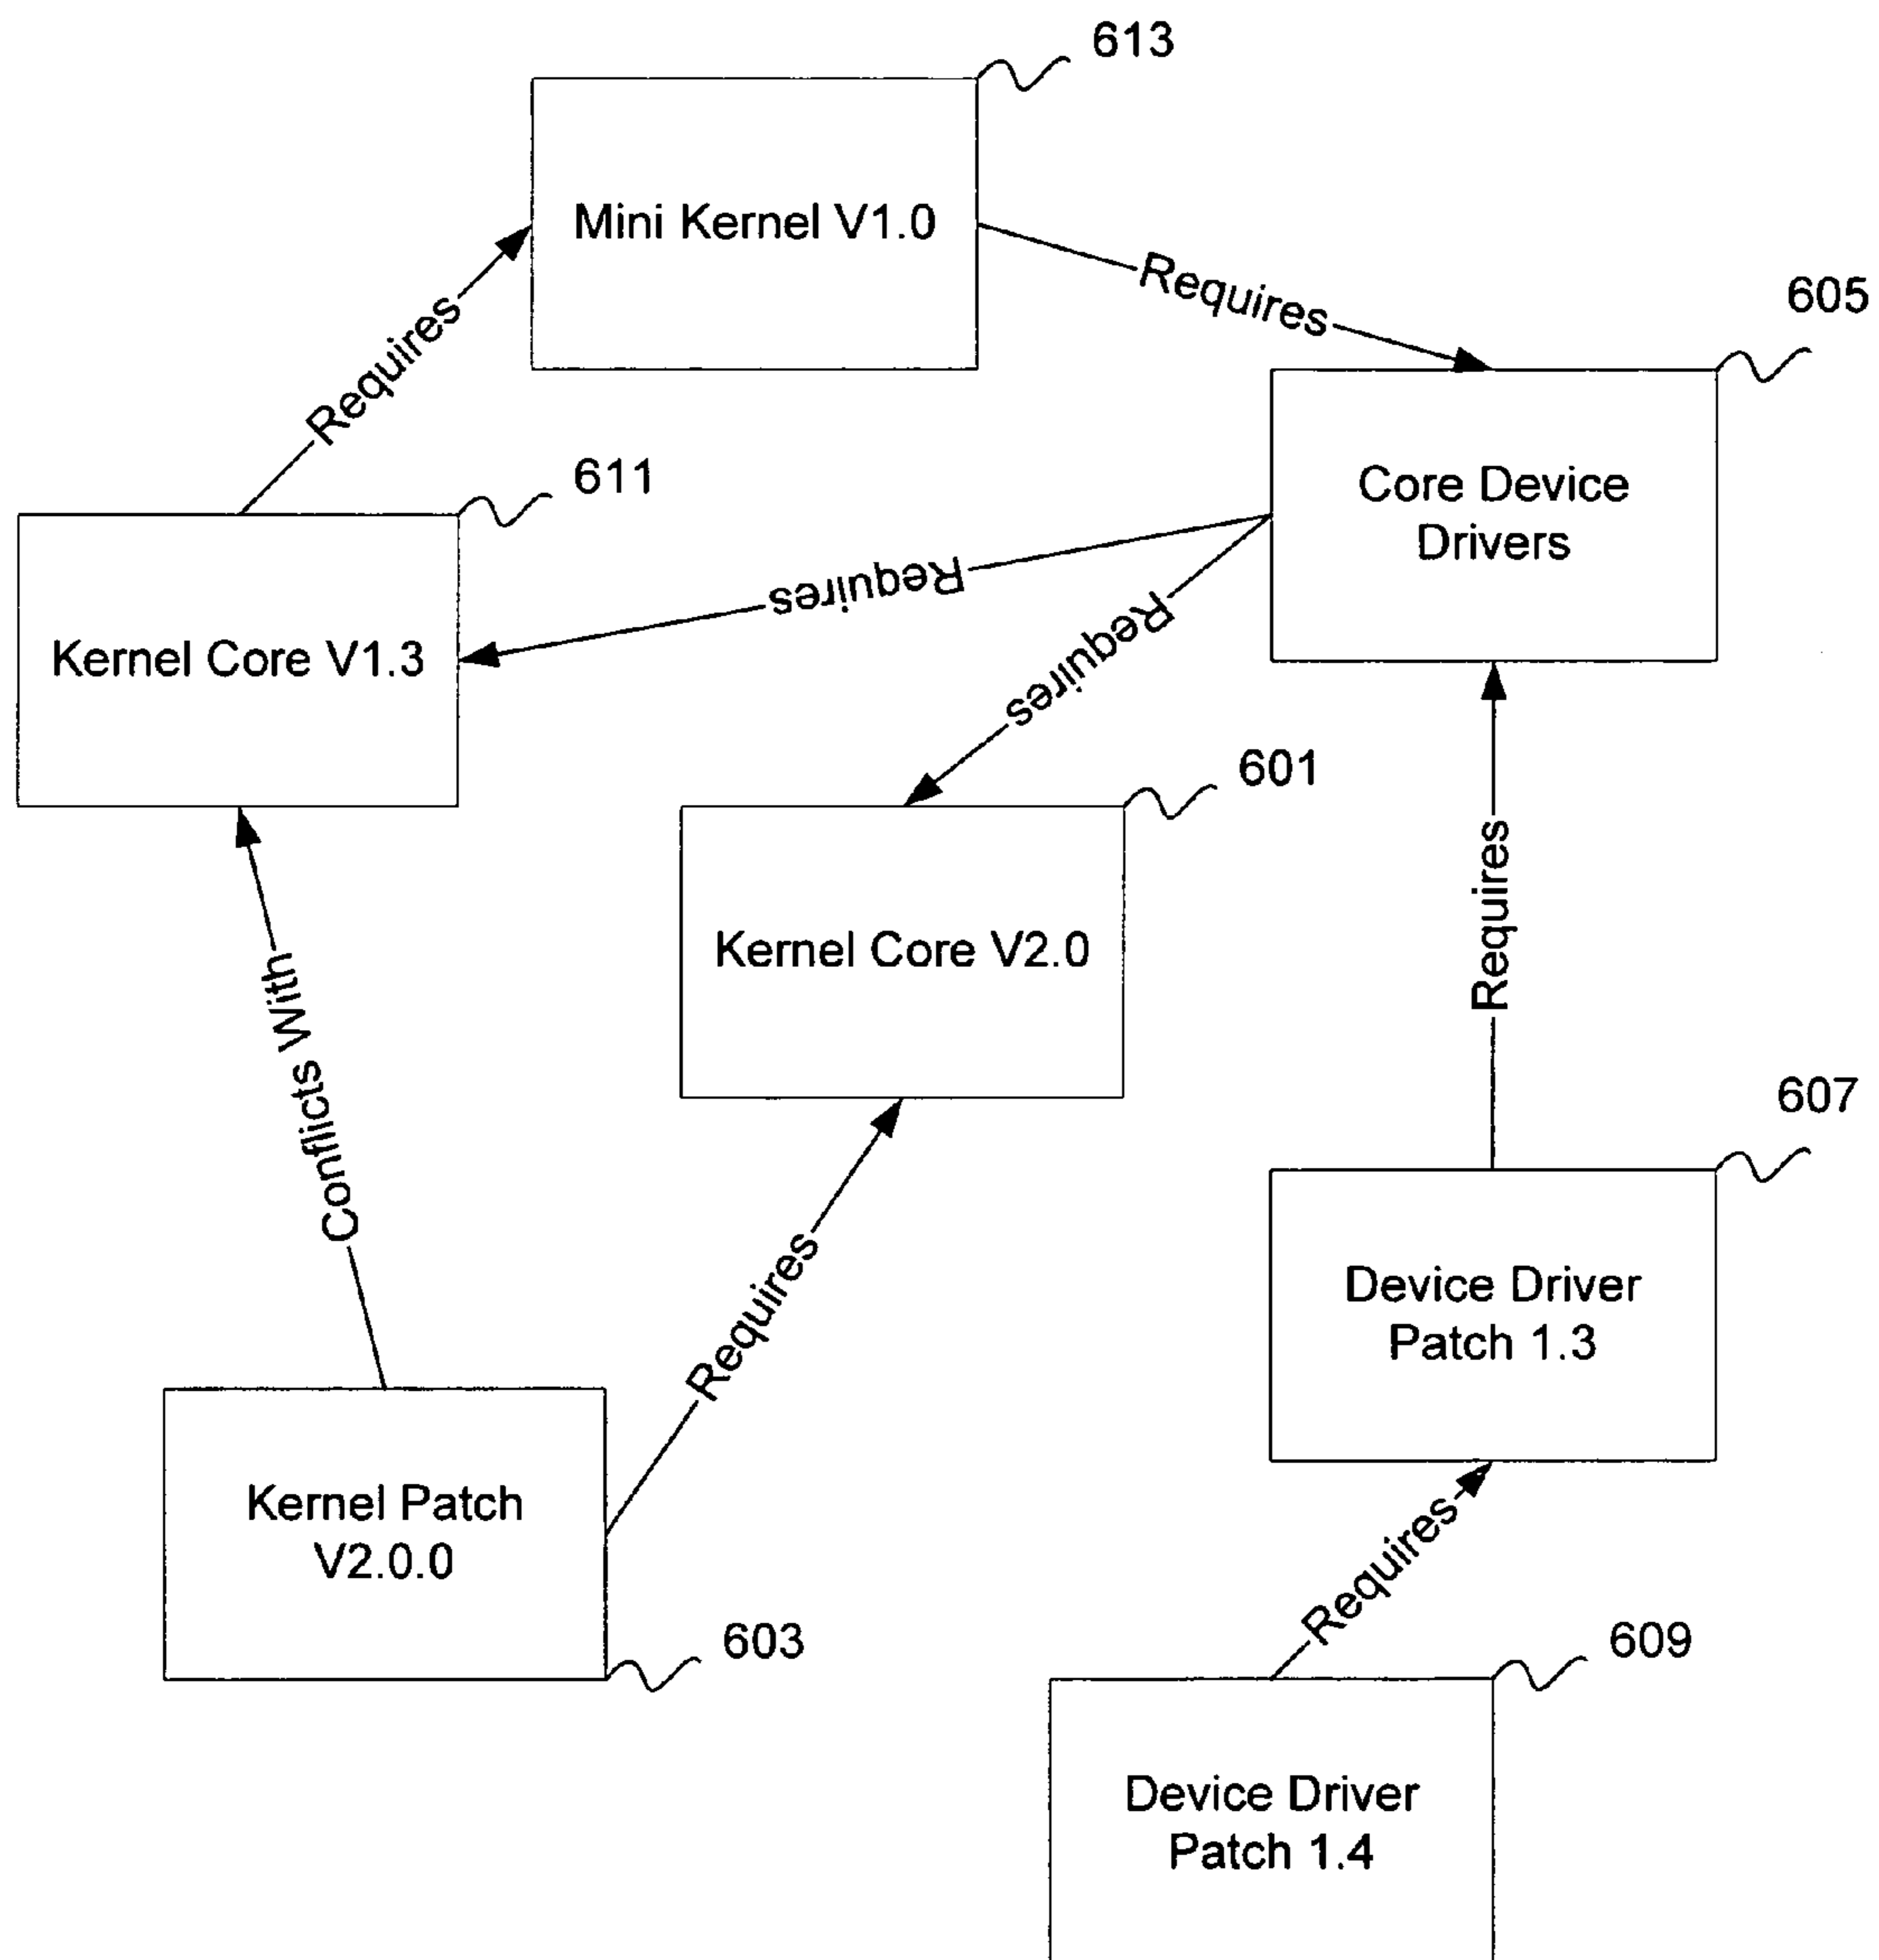 613
Mini Kernel V1.0
Requires
Requires
605
611
Core Device
Drivers
Requires
Requires
Kernel Core V1.3
601
Kernel Core V2.0
Requires
Conflicts With
607
Device Driver
Patch 1.3
Requires
Kernel Patch
V2.0.0
Requires
603
609
Device Driver
Patch 1.4